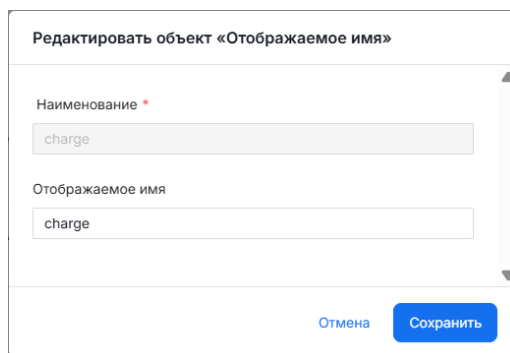 Редактировать объект «Отображаемое имя»
Наименование *
charge
Отображаемое имя
charge
Отмена Сохранить